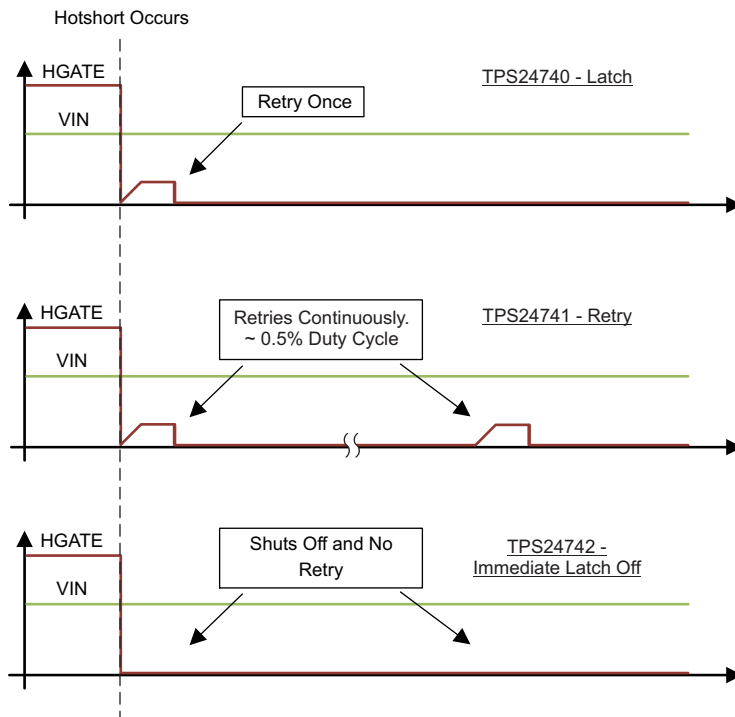 Hotshort Occurs
HGATE
TPS24740 - Latch
Retry Once
VIN
HGATE
Retries Continuously.
~ 0.5% Duty Cycle
TPS24741 - Retry
VIN
HGATE
Shuts Off and No
Retry
TPS24742 -
Immediate Latch Off
VIN